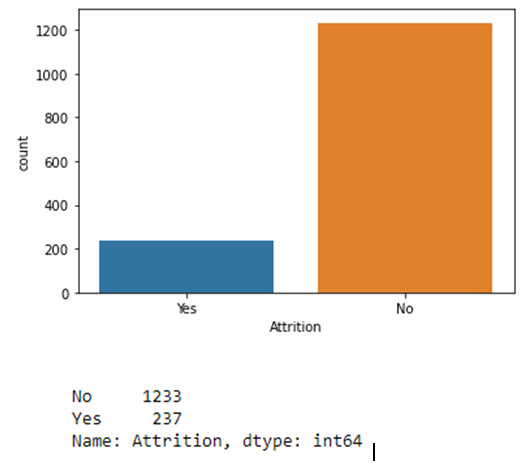 1200
1000
800
600
400
200
0
count
Yes No
Attrition
No 1233
Yes 237
Name: Attrition, dtype: int64